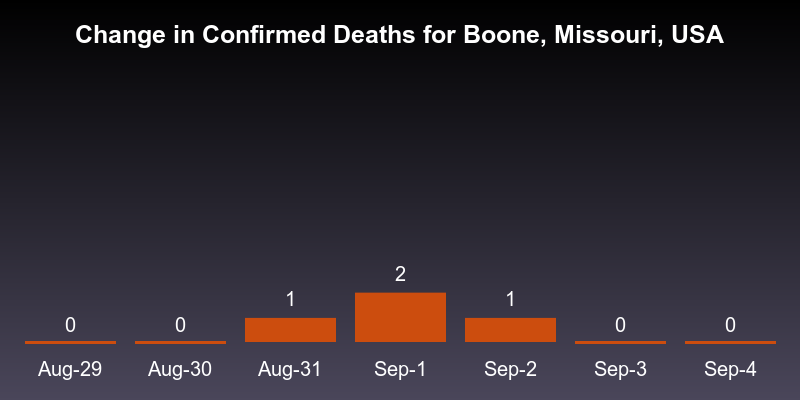 Change in Confirmed Deaths for Boone, Missouri, USA
2
1 1
0 0 0 0
Aug-29 Aug-30 Aug-31 Sep-1 Sep-2 Sep-3 Sep-4